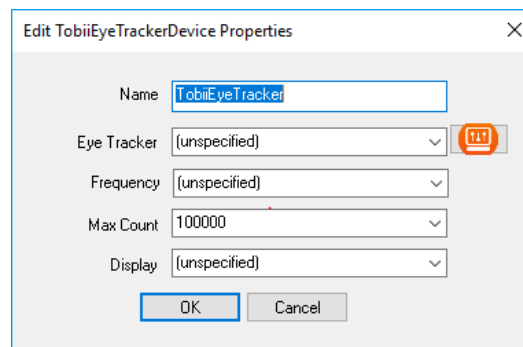 Edit TobiiEyeTrackerDevice Properties
Name TobiiEyeTracker
Eye Tracker (unspecified)
Frequency (unspecified)
Max Count 100000
Display (unspecified)
OK Cancel